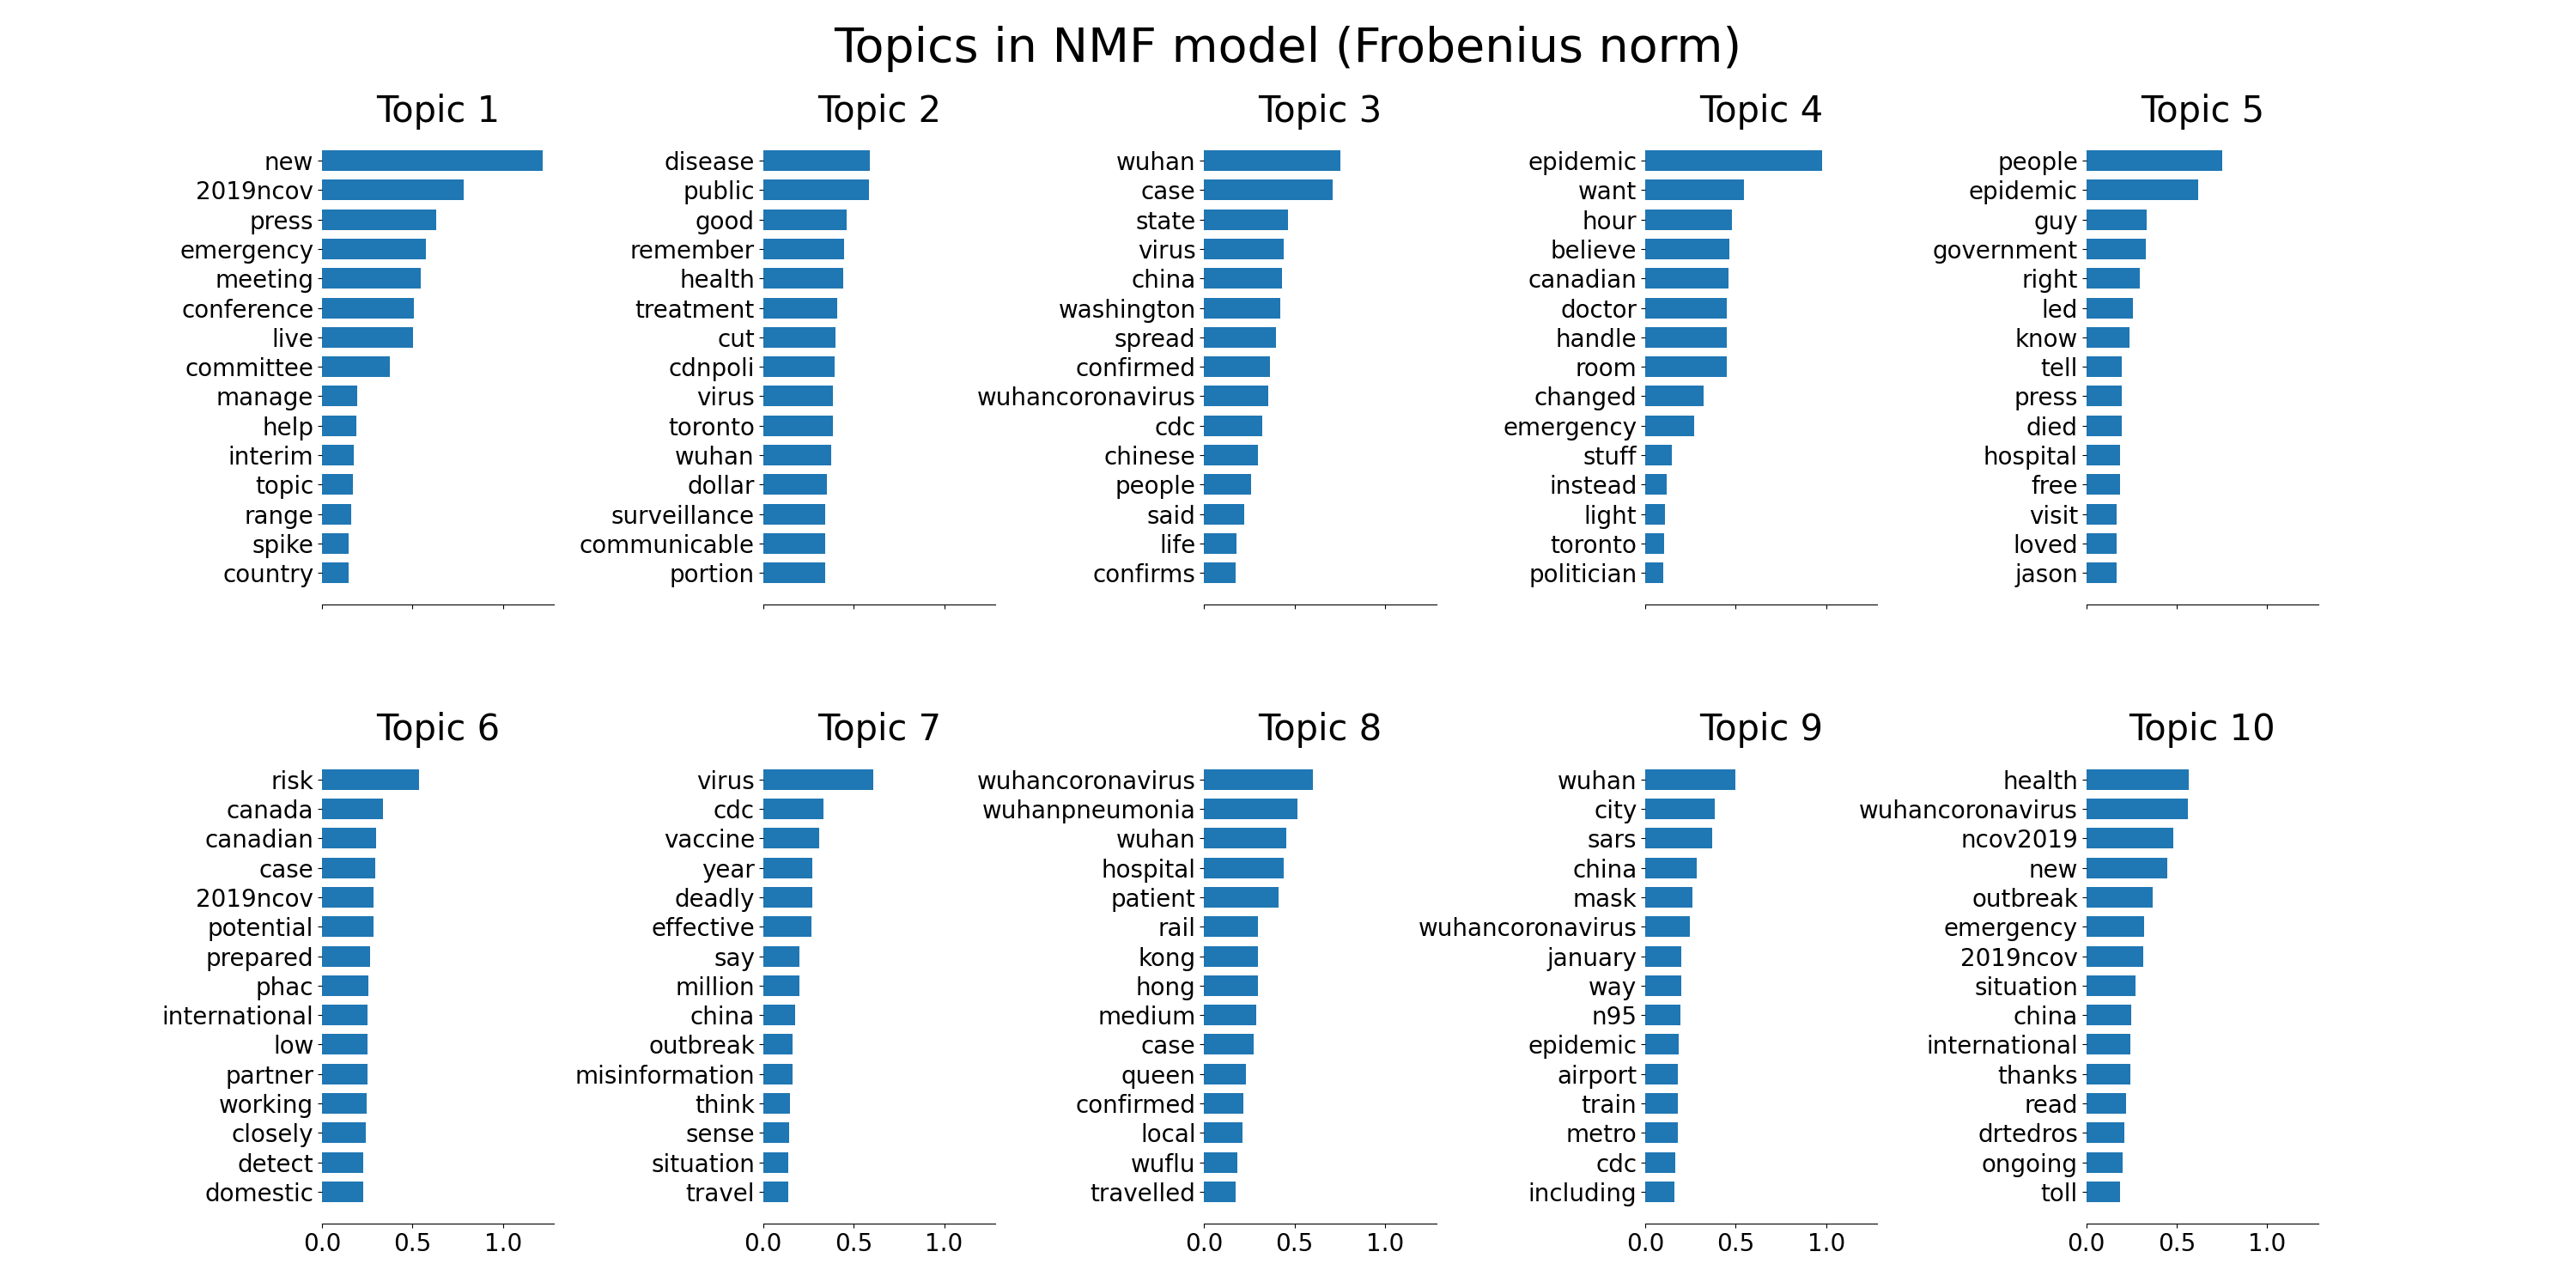 Topics in NMF model (Frobenius norm)
Topic 1
new
2019ncov
press
emergency
meeting
conference
live
committee
manage
help
interim
topic
range
spike
country
Topic 2
disease
public
good
remember
health
treatment
cut
cdnpoli
virus
toronto
wuhan
dollar
surveillance
communicable
portion
Topic 3
wuhan
case
state
virus
china
washington
spread
confirmed
wuhancoronavirus
cdc
chinese
people
said
life
confirms
Topic 4
epidemic
want
hour
believe
canadian
doctor
handle
room
changed
emergency
stuff
instead
light
toronto
politician
Topic 5
people
epidemic
guy
government
right
led
know
tell
press
died
hospital
free
visit
loved
jason
Topic 6
risk
canada
canadian
case
2019ncov
potential
prepared
phac
international
low
partner
working
closely
detect
domestic
0.0 0.5 1.0
Topic 7
virus
cdc
vaccine
year
deadly
effective
say
million
china
outbreak
misinformation
think
sense
situation
travel
0.0 0.5 1.0
Topic 8
wuhancoronavirus
wuhanpneumonia
wuhan
hospital
patient
rail
kong
hong
medium
case
queen
confirmed
local
wuflu
travelled
0.0 0.5 1.0
Topic 9
wuhan
city
sars
china
mask
wuhancoronavirus
january
way
n95
epidemic
airport
train
metro
cdc
including
0.0 0.5 1.0
Topic 10
health
wuhancoronavirus
ncov2019
new
outbreak
emergency
2019ncov
situation
china
international
thanks
read
drtedros
ongoing
toll
0.0 0.5 1.0